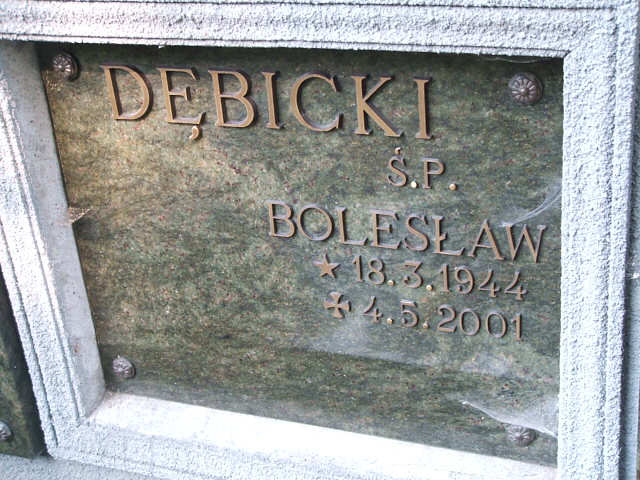 DĘBICKI
Ś.P.
BOLESŁAW
★ 18.3.1944
✠ 4.5.2001